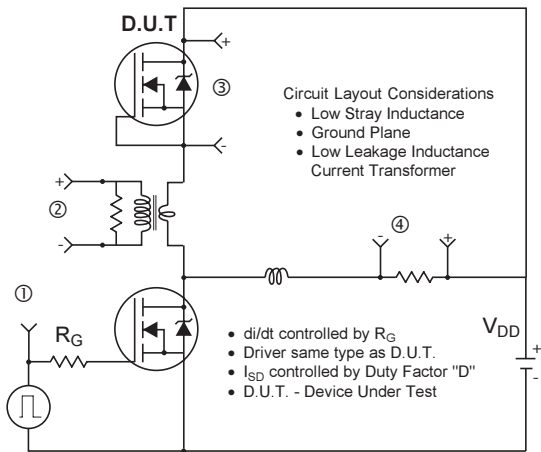 D.U.T
+
③
-
Circuit Layout Considerations
• Low Stray Inductance
• Ground Plane
• Low Leakage Inductance
Current Transformer
+
②
-
- ④ +
①
RG
• di/dt controlled by RG
• Driver same type as D.U.T.
• ISD controlled by Duty Factor "D"
• D.U.T. - Device Under Test
VDD
+
-